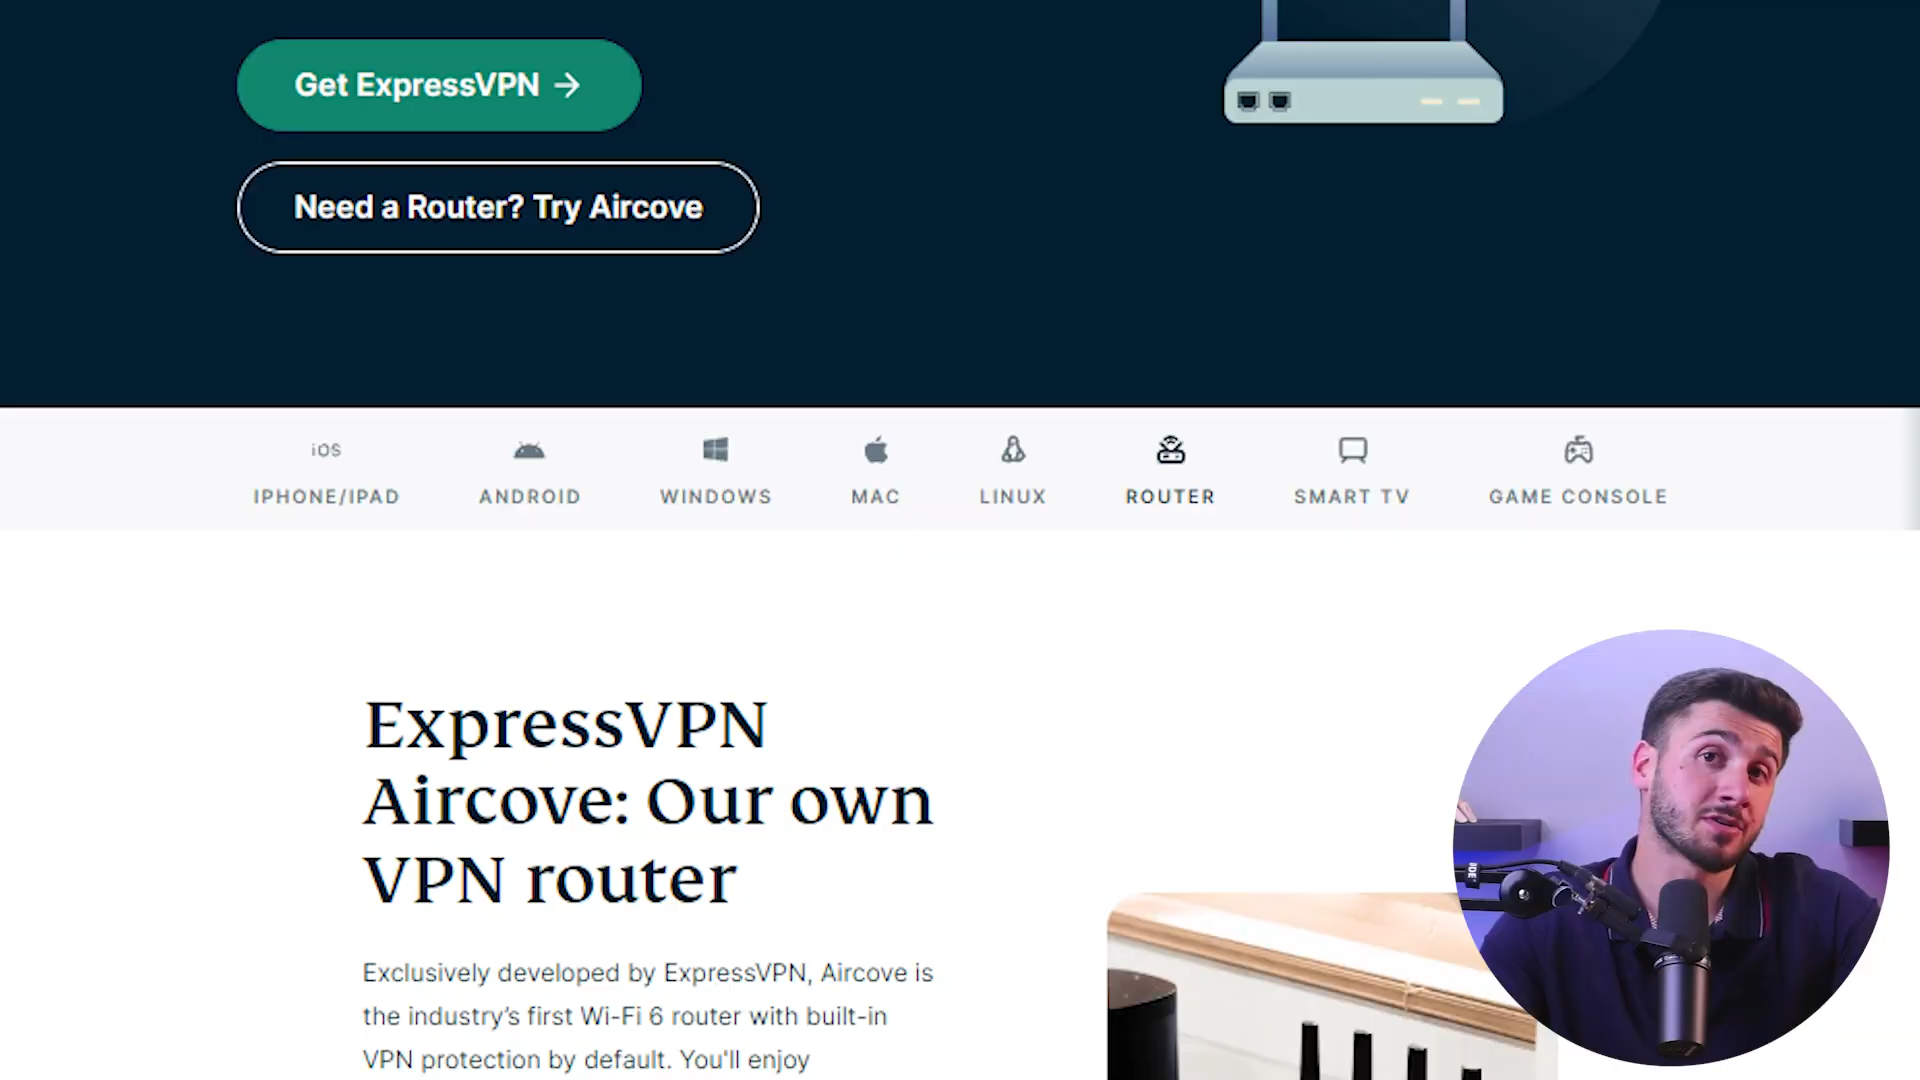 Get ExpressVPN →
Need a Router? Try Aircove
iOS
IPHONE/IPAD
ANDROID
WINDOWS
MAC
LINUX
ROUTER
SMART TV
GAME CONSOLE
ExpressVPN
Aircove: Our own
VPN router
Exclusively developed by ExpressVPN, Aircove is
the industry’s first Wi-Fi 6 router with built-in
VPN protection by default. You'll enjoy